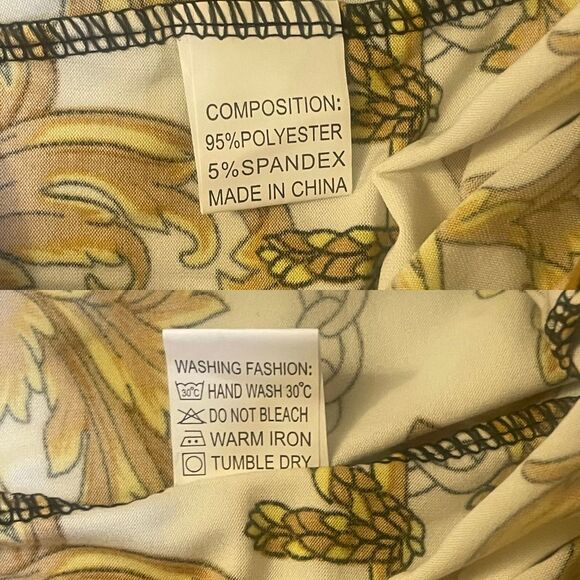 COMPOSITION:
95%POLYESTER
5%SPANDEX
MADE IN CHINA
WASHING FASHION:
30°C HAND WASH 30°C
DO NOT BLEACH
WARM IRON
TUMBLE DRY